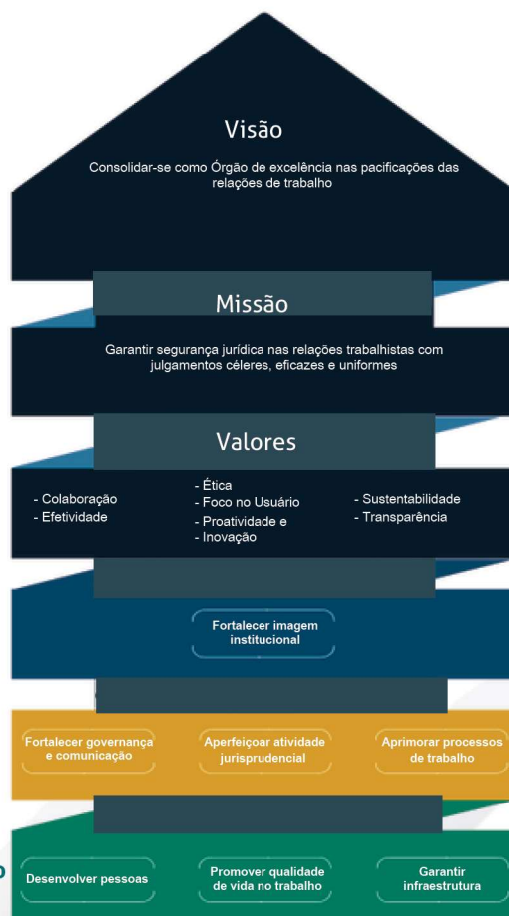 Visão
Consolidar-se como Órgão de excelência nas pacificações das
relações de trabalho
Missão
Garantir segurança jurídica nas relações trabalhistas com
julgamentos céleres, eficazes e uniformes
Valores
- Colaboração
- Efetividade
- Ética
- Foco no Usuário
- Proatividade e
- Inovação
- Sustentabilidade
- Transparência
Fortalecer imagem
institucional
Fortalecer governança
e comunicação
Aperfeiçoar atividade
jurisprudencial
Aprimorar processos
de trabalho
Desenvolver pessoas
Promover qualidade
de vida no trabalho
Garantir
infraestrutura